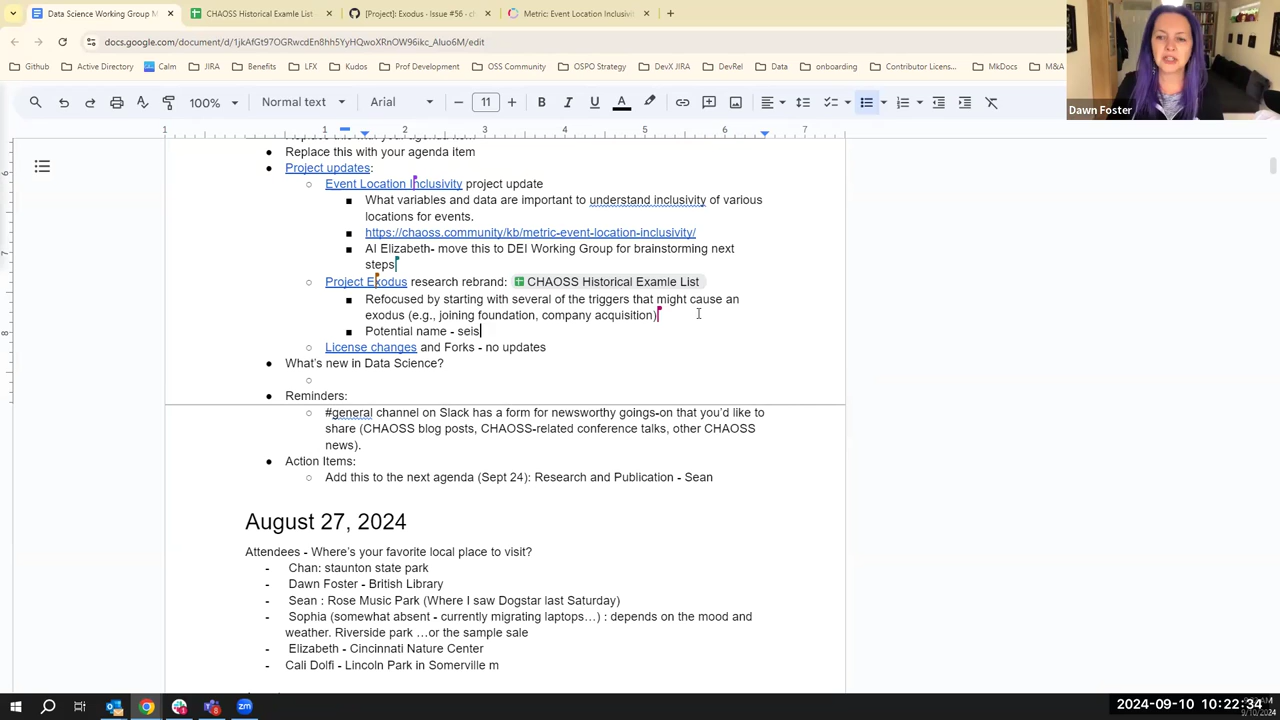 Data Science Working Group M
CHAOSS Historical Examle List
[Project]: Exodus · Issue #56 · ch
Metric: Event Location Inclusivit
docs.google.com/document/d/1jkAfGt97OGRwcdEn8hh5YyHQwoXRnOW96ikc_Aluo6M/edit
Github
Active Directory
Calm
JIRA
Benefits
LFX
Kudos
Prof Development
OSS Community
OSPO Strategy
DevX JIRA
DevRel
Data
onboarding
Contributor Licens...
MkDocs
M&A
100%
Normal text
Arial
11
Dawn Foster
1 1 2 3 4 5 6 7
Replace this with your agenda item
Project updates:
Event Location Inclusivity project update
What variables and data are important to understand inclusivity of various
locations for events.
https://chaoss.community/kb/metric-event-location-inclusivity/
AI Elizabeth- move this to DEI Working Group for brainstorming next
steps
Project Exodus research rebrand: CHAOSS Historical Examle List
Refocused by starting with several of the triggers that might cause an
exodus (e.g., joining foundation, company acquisition)
Potential name - seis
License changes and Forks - no updates
What's new in Data Science?
Reminders:
#general channel on Slack has a form for newsworthy goings-on that you'd like to
share (CHAOSS blog posts, CHAOSS-related conference talks, other CHAOSS
news).
Action Items:
Add this to the next agenda (Sept 24): Research and Publication - Sean
August 27, 2024
Attendees - Where's your favorite local place to visit?
- Chan: staunton state park
- Dawn Foster - British Library
- Sean : Rose Music Park (Where I saw Dogstar last Saturday)
- Sophia (somewhat absent - currently migrating laptops…) : depends on the mood and
weather. Riverside park …or the sample sale
- Elizabeth - Cincinnati Nature Center
- Cali Dolfi - Lincoln Park in Somerville m
2024-09-10 10:22:34